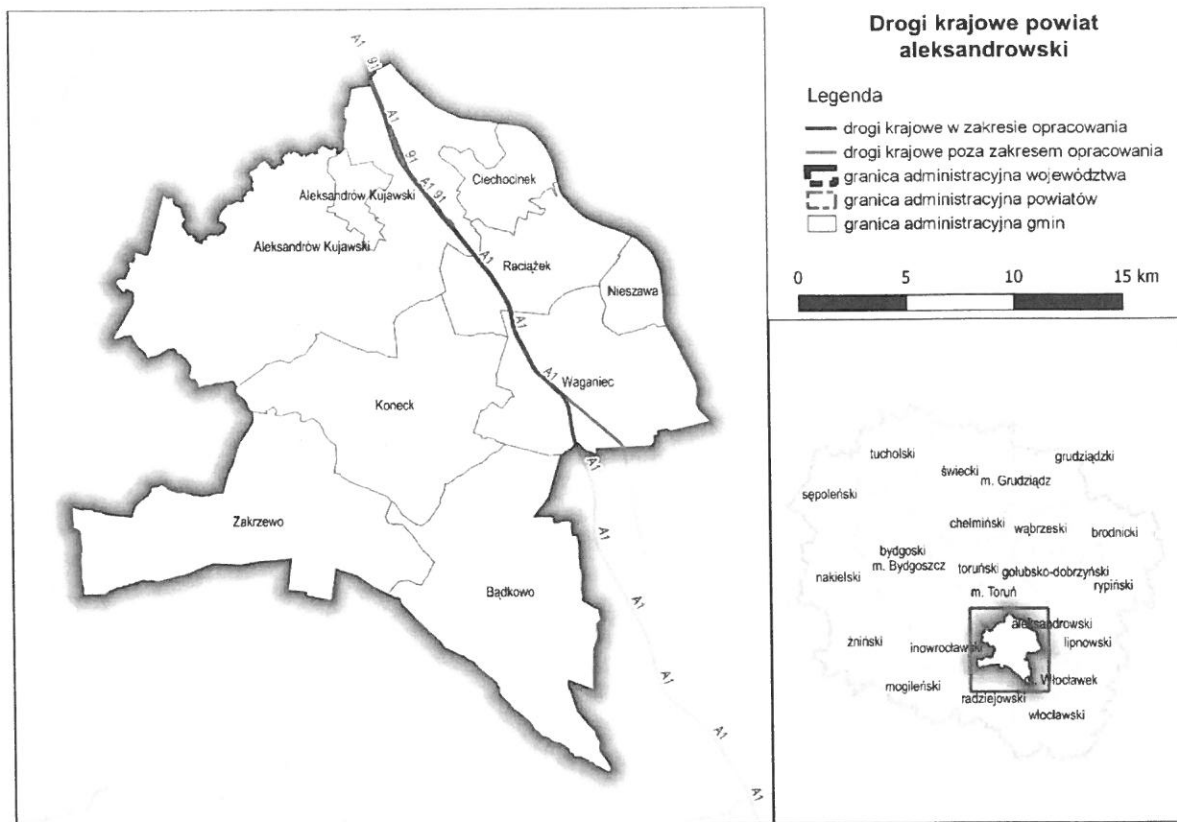 Drogi krajowe powiat
aleksandrowski
Legenda
drogi krajowe w zakresie opracowania
drogi krajowe poza zakresem opracowania
granica administracyjna województwa
granica administracyjna powiatów
granica administracyjna gmin
0 5 10 15 km
A1
91
A1
91
A1 91
91
A1
A1
A1
A1
A1
A1
A1
A1
A1
Ciechocinek
Aleksandrów Kujawski
Aleksandrów Kujawski
Raciążek
Nieszawa
Waganiec
Koneck
Zakrzewo
Bądkowo
tucholski
świecki
grudziądzki
m. Grudziądz
sępoleński
chełmiński
wąbrzeski
brodnicki
bydgoski
m. Bydgoszcz
toruński
golubsko-dobrzyński
nakielski
rypiński
m. Toruń
aleksandrowski
żniński
inowrocławski
lipnowski
mogileński
m. Włocławek
radziejowski
włocławski